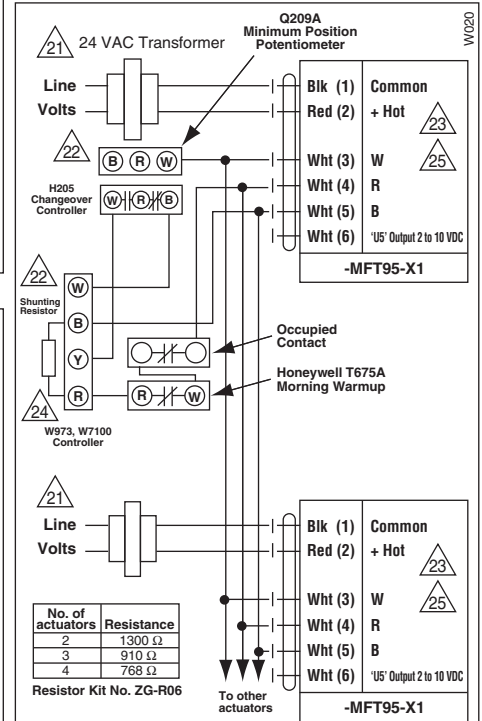 W020
Q209A
Minimum Position
Potentiometer
21 24 VAC Transformer
Line
Volts
Blk (1) Common
Red (2) + Hot
23
22
B R W
Wht (3) W
25
Wht (4) R
Wht (5) B
Wht (6) 'U5' Output 2 to 10 VDC
-MFT95-X1
H205
Changeover
Controller
W R B
22
Shunting
Resistor
W
B
Y
R
24
W973, W7100
Controller
Occupied
Contact
Honeywell T675A
Morning Warmup
R W
21
Line
Volts
Blk (1) Common
Red (2) + Hot
23
Wht (3) W
25
Wht (4) R
Wht (5) B
Wht (6) 'U5' Output 2 to 10 VDC
-MFT95-X1
No. of
actuators Resistance
2 1300 Ω
3 910 Ω
4 768 Ω
Resistor Kit No. ZG-R06
To other
actuators